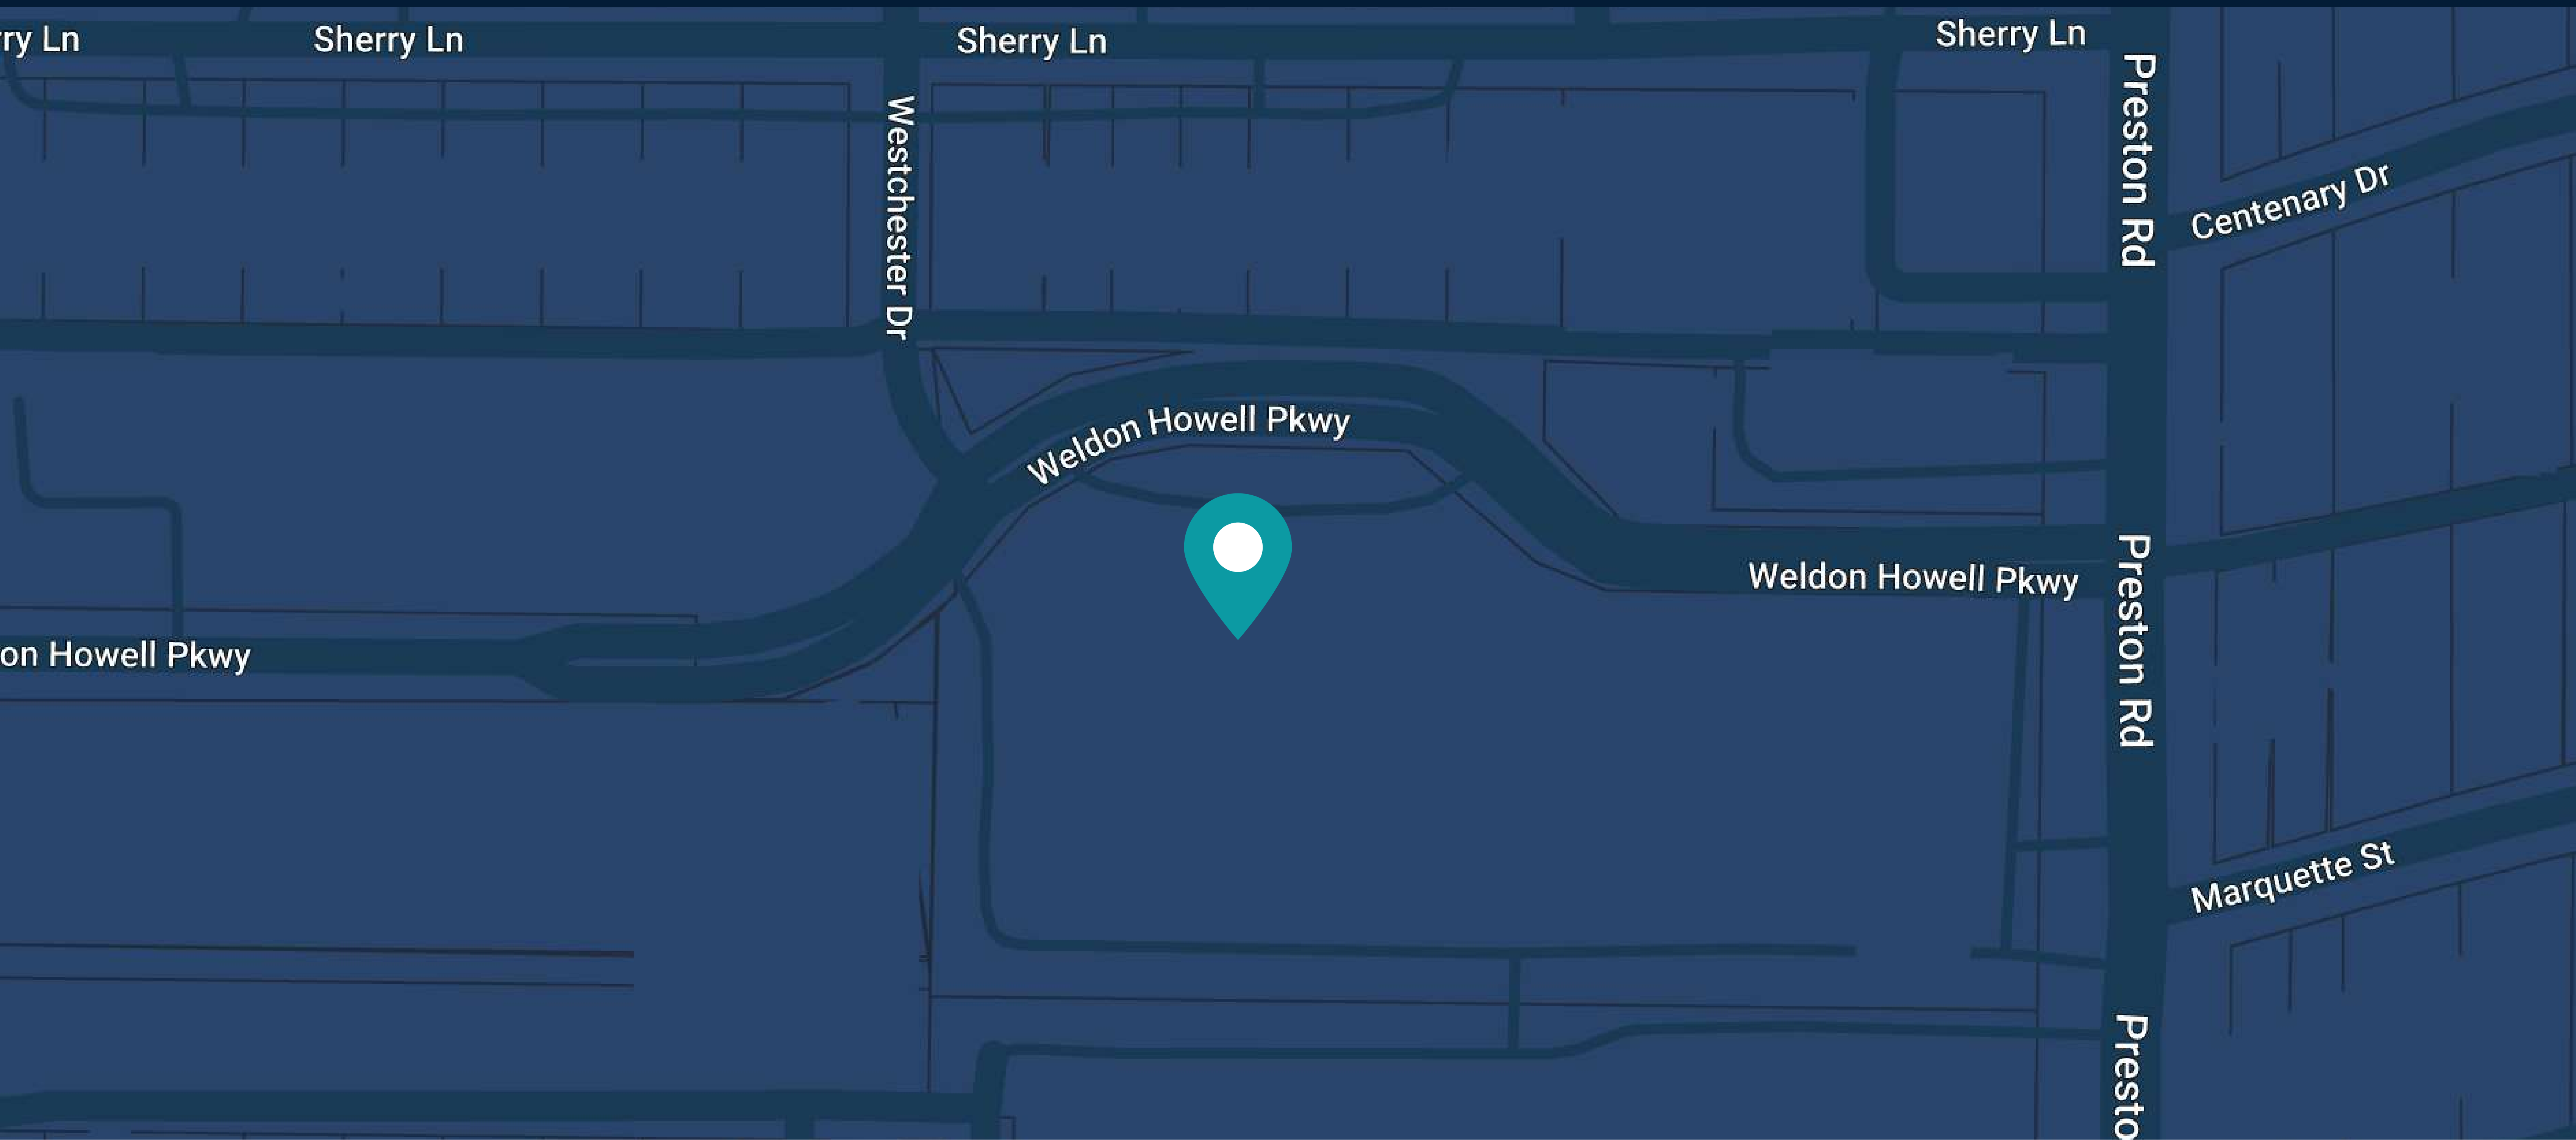 ry Ln
Sherry Ln
Sherry Ln
Sherry Ln
Preston Rd
Westchester Dr
Centenary Dr
Weldon Howell Pkwy
Weldon Howell Pkwy
Preston Rd
on Howell Pkwy
Marquette St
Presto